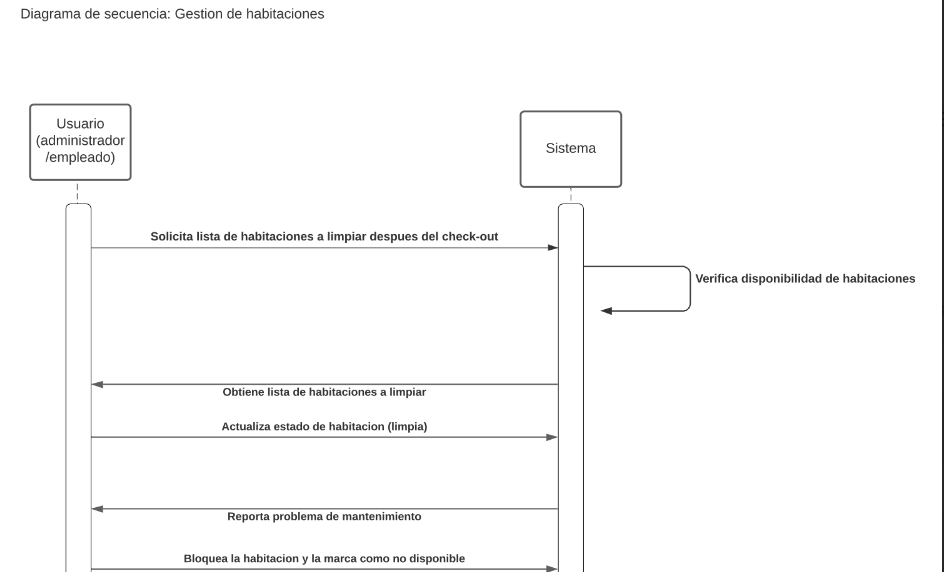 Diagrama de secuencia: Gestion de habitaciones
Usuario
(administrador
/empleado)
Sistema
Solicita lista de habitaciones a limpiar despues del check-out
Verifica disponibilidad de habitaciones
Obtiene lista de habitaciones a limpiar
Actualiza estado de habitacion (limpia)
Reporta problema de mantenimiento
Bloquea la habitacion y la marca como no disponible